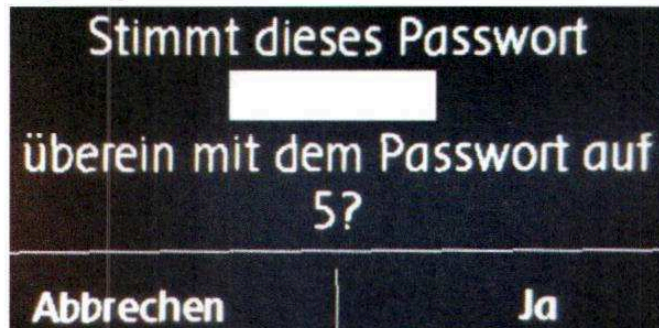 Stimmt dieses Passwort
überein mit dem Passwort auf
5?
Abbrechen Ja